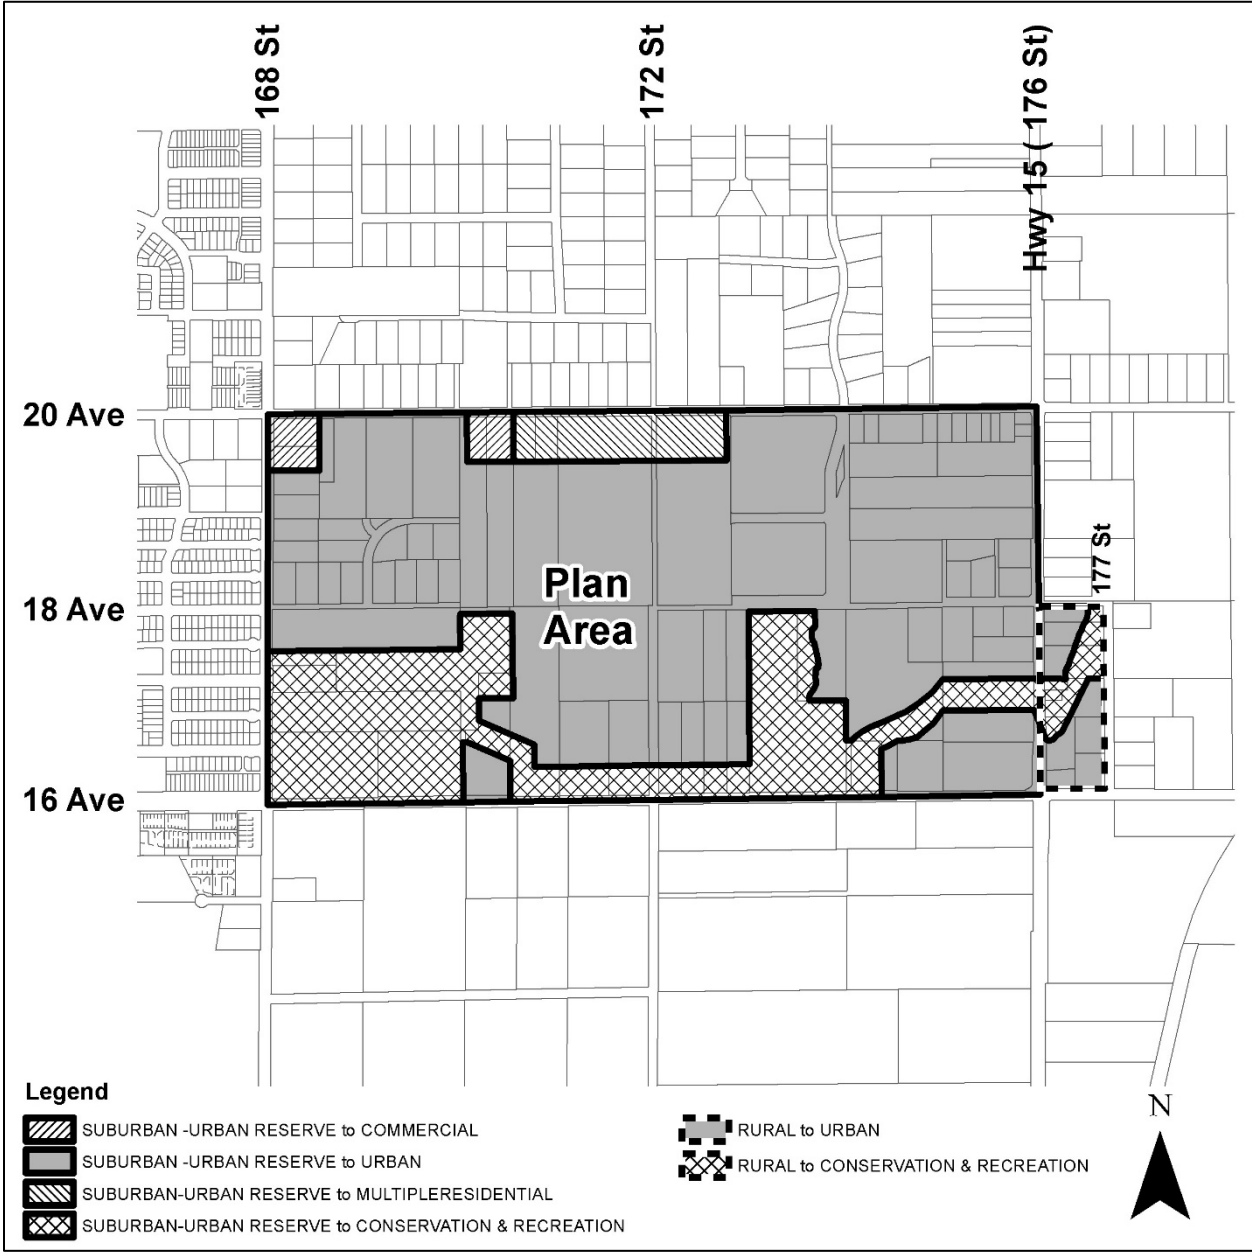 168 St
172 St
Hwy 15 ( 176 St)
20 Ave
177 St
Plan
Area
18 Ave
16 Ave
Legend
SUBURBAN -URBAN RESERVE to COMMERCIAL
SUBURBAN -URBAN RESERVE to URBAN
SUBURBAN-URBAN RESERVE to MULTIPLERESIDENTIAL
SUBURBAN-URBAN RESERVE to CONSERVATION & RECREATION
RURAL to URBAN
RURAL to CONSERVATION & RECREATION
N